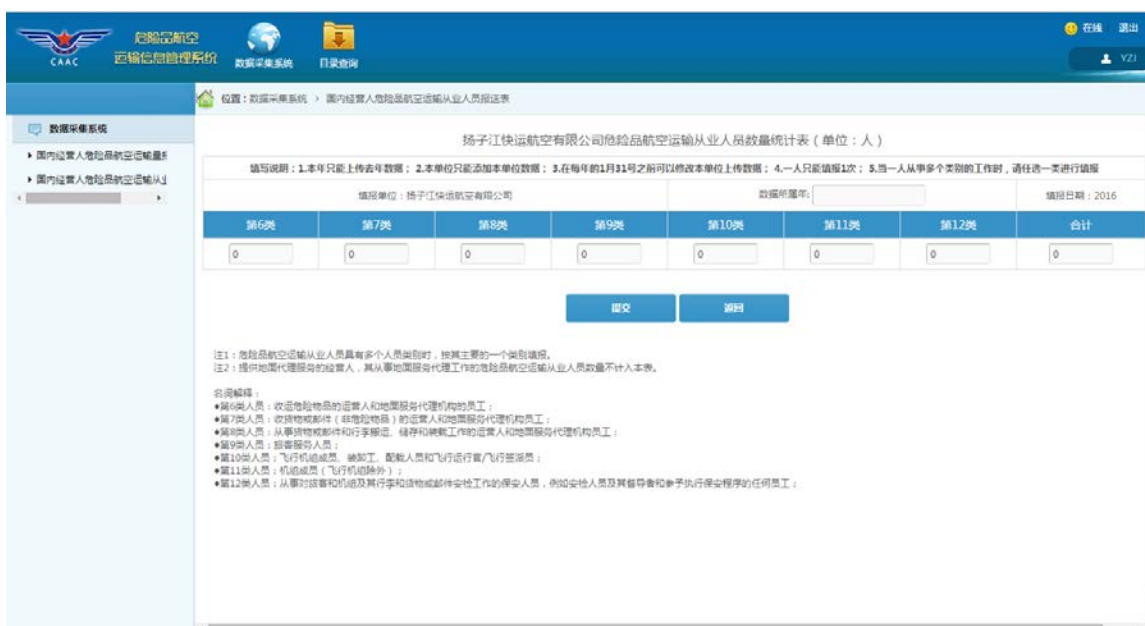 危险品航空
运输信息管理系统
CAAC
数据采集系统
目录查询
在线 退出
YZJ
位置：数据采集系统 > 国内经营人危险品航空运输从业人员报送表
数据采集系统
国内经营人危险品航空运输量
国内经营人危险品航空运输从
扬子江快运航空有限公司危险品航空运输从业人员数量统计表（单位：人）
填写说明：1.本年只能上传去年数据； 2.本单位只能添加本单位数据； 3.在每年的1月31号之前可以修改本单位上传数据； 4.一人只能填报1次； 5.当一人从事多个类别的工作时，请任选一类进行填报
填报单位：扬子江快运航空有限公司 数据所属年: 填报日期：2016
第6类 第7类 第8类 第9类 第10类 第11类 第12类 合计
0 0 0 0 0 0 0 0
提交 返回
注1：危险品航空运输从业人员具有多个人员类别时，按其主要的一个类别填报。
注2：提供地面代理服务的经营人，其从事地面服务代理工作的危险品航空运输从业人员数量不计入本表。
名词解释：
◆第6类人员：收运危险物品的运营人和地面服务代理机构的员工；
◆第7类人员：收货物或邮件（非危险物品）的运营人和地面服务代理机构员工；
◆第8类人员：从事货物或邮件和行李搬运、储存和装载工作的运营人和地面服务代理机构员工；
◆第9类人员：旅客服务人员；
◆第10类人员：飞行机组成员、装卸工、配载人员和飞行运行官/飞行签派员；
◆第11类人员：机组成员（飞行机组除外）；
◆第12类人员：从事对旅客和机组及其行李和货物或邮件安检工作的保安人员，例如安检人员及其督导者和参予执行保安程序的任何员工；